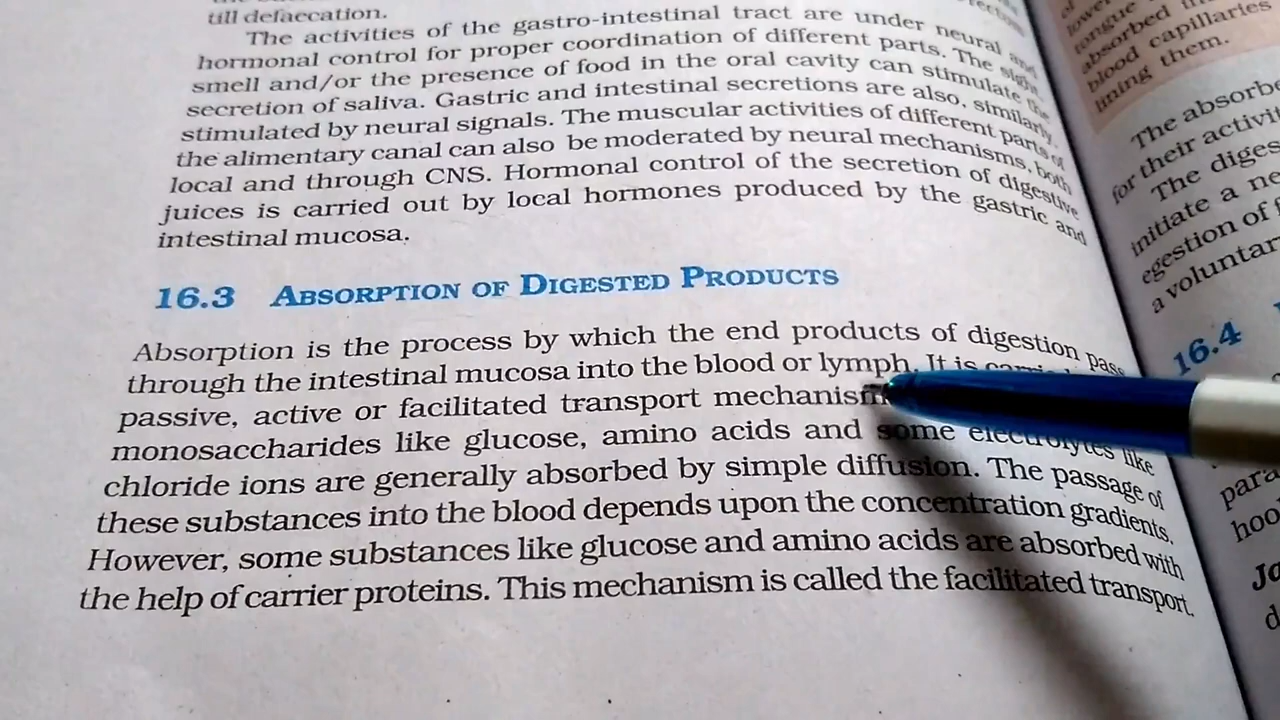 till defaecation.
The activities of the gastro-intestinal tract are under neural and
hormonal control for proper coordination of different parts. The sight,
smell and/or the presence of food in the oral cavity can stimulate the
secretion of saliva. Gastric and intestinal secretions are also, similarly,
stimulated by neural signals. The muscular activities of different parts of
the alimentary canal can also be moderated by neural mechanisms, both
local and through CNS. Hormonal control of the secretion of digestive
juices is carried out by local hormones produced by the gastric and
intestinal mucosa.
16.3 ABSORPTION OF DIGESTED PRODUCTS
Absorption is the process by which the end products of digestion pass
through the intestinal mucosa into the blood or lymph. It is
passive, active or facilitated transport
monosaccharides like glucose, amino acids and some electrolytes like
chloride ions are generally absorbed by simple diffusion. The passage of
these substances into the blood depends upon the concentration gradients.
However, some substances like glucose and amino acids are absorbed with
the help of carrier proteins. This mechanism is called the facilitated transport.
tongue
absorbed
blood capillaries
lining them.
The
for their
The
initiate a
egestion of
a
16.4